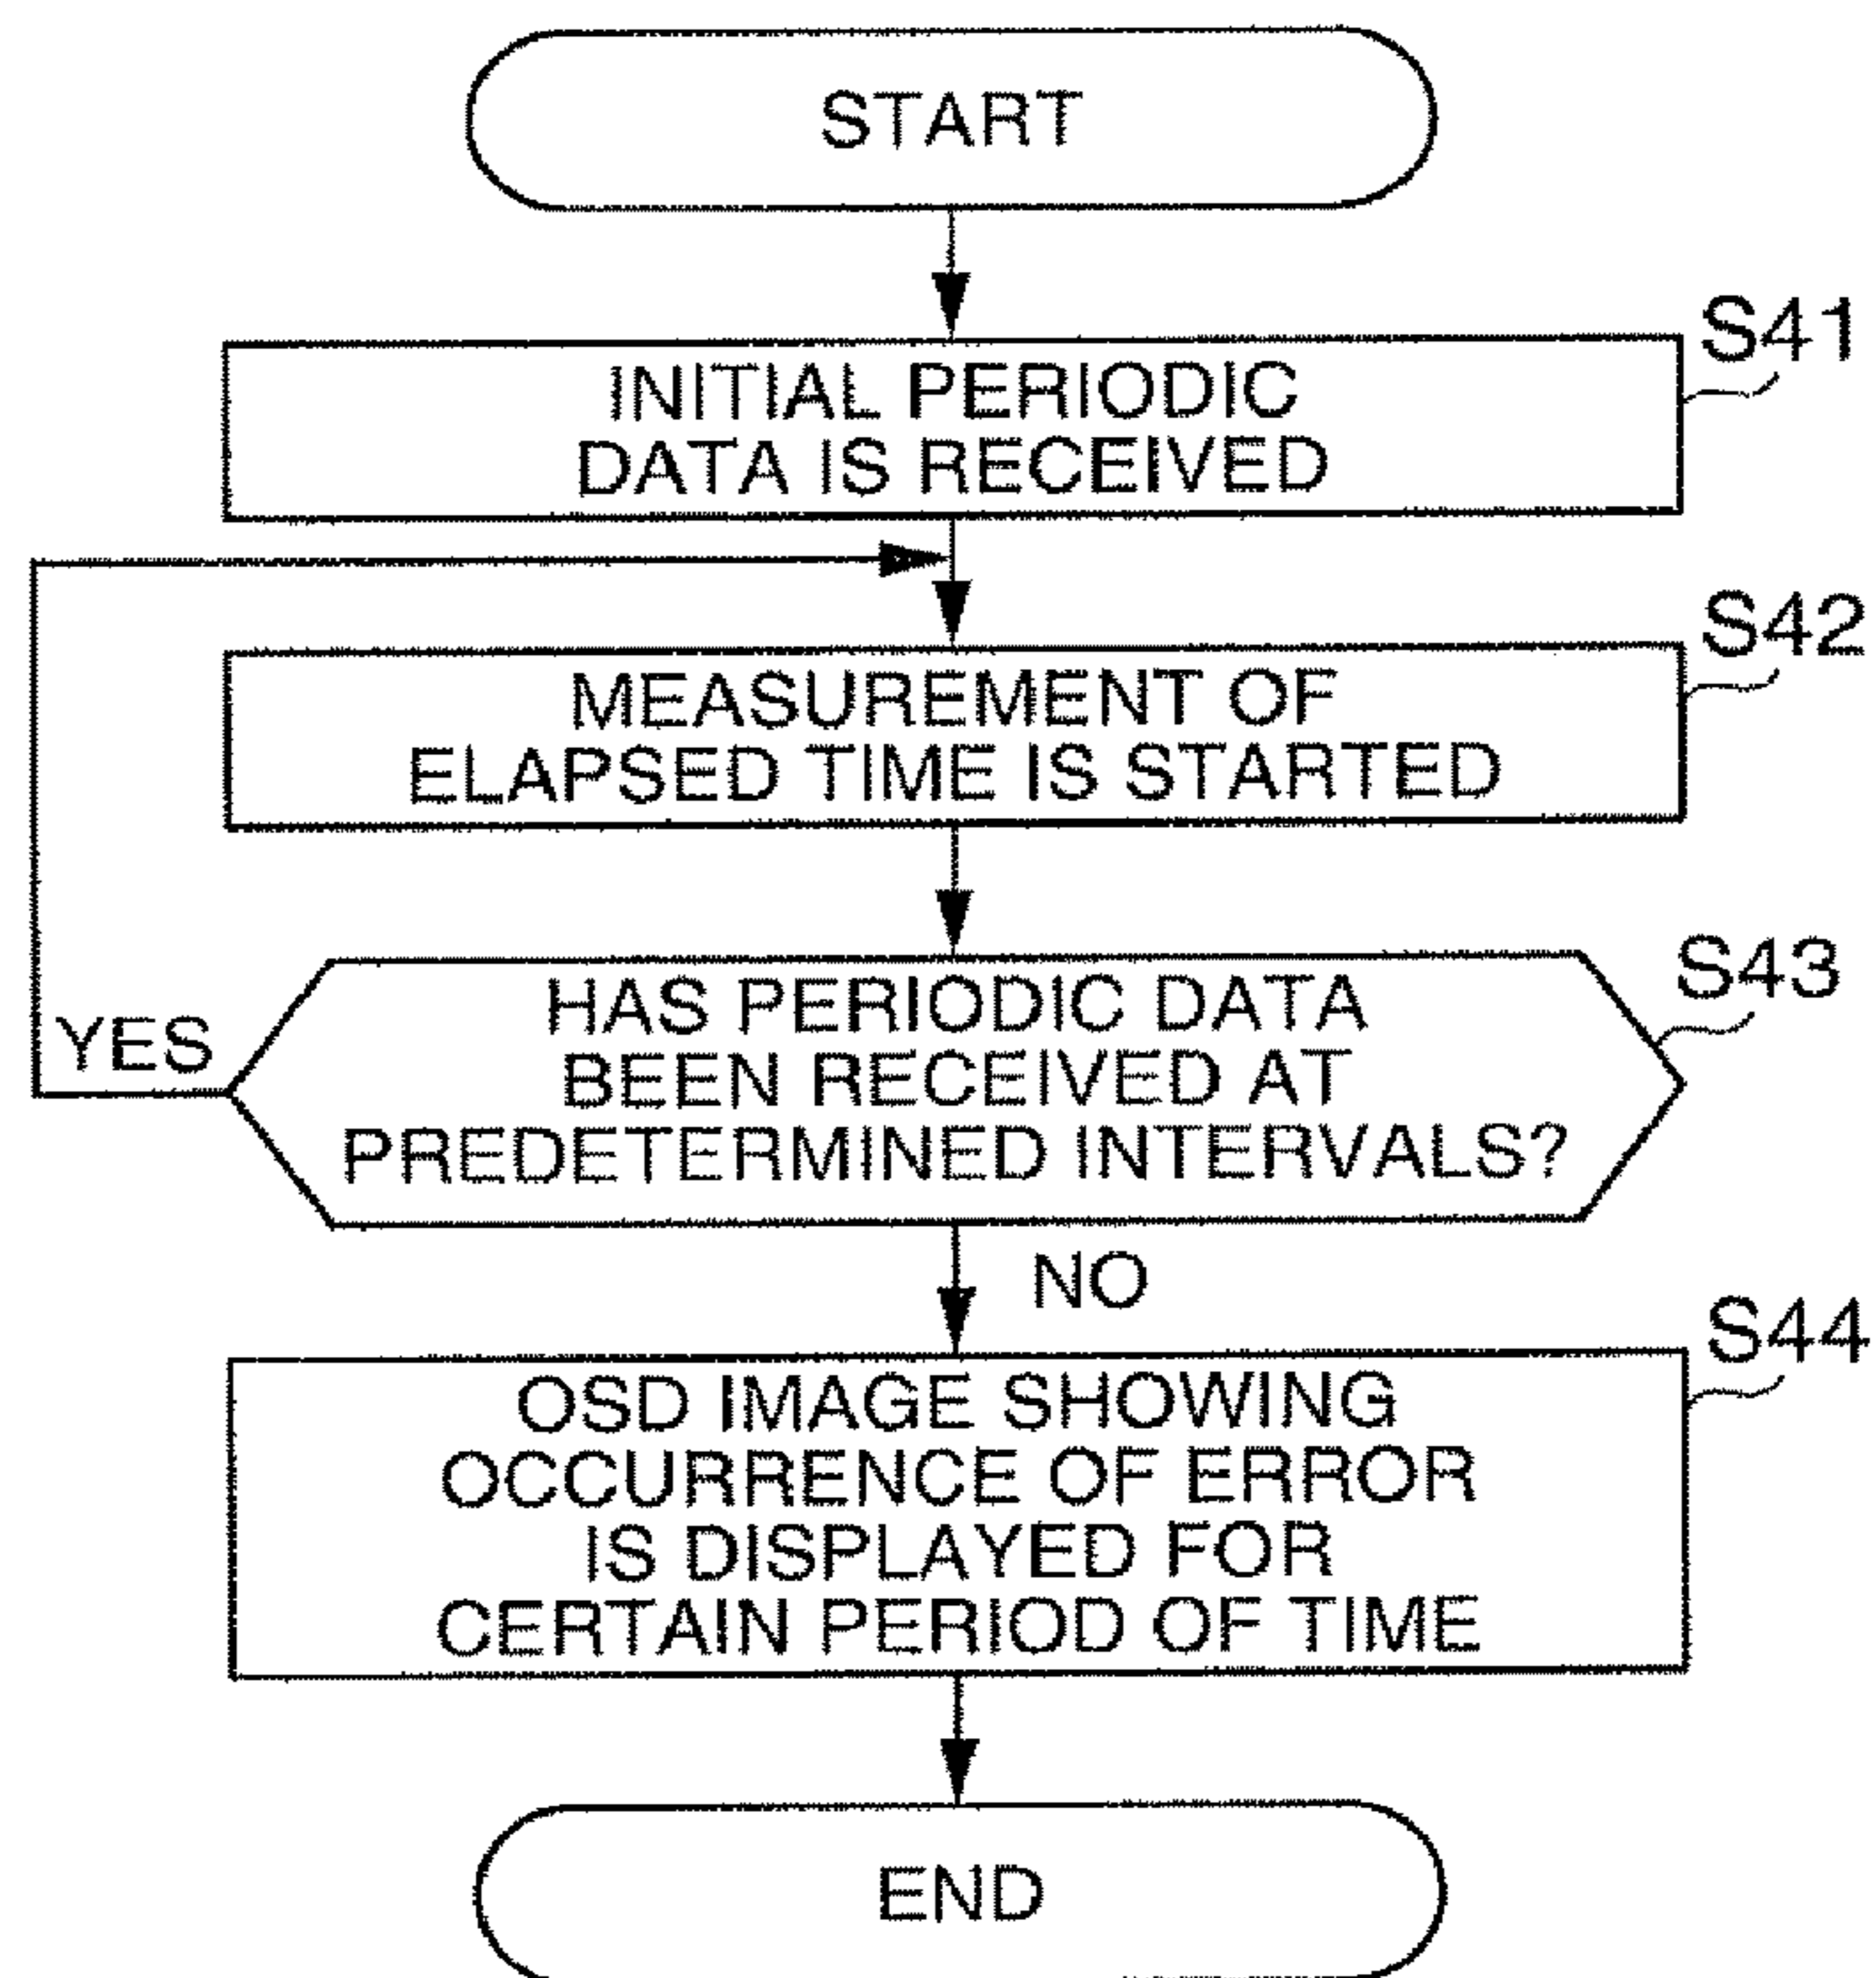 START
S41
INITIAL PERIODIC
DATA IS RECEIVED
S42
MEASUREMENT OF
ELAPSED TIME IS STARTED
S43
HAS PERIODIC DATA
BEEN RECEIVED AT
PREDETERMINED INTERVALS?
YES
NO
S44
OSD IMAGE SHOWING
OCCURRENCE OF ERROR
IS DISPLAYED FOR
CERTAIN PERIOD OF TIME
END